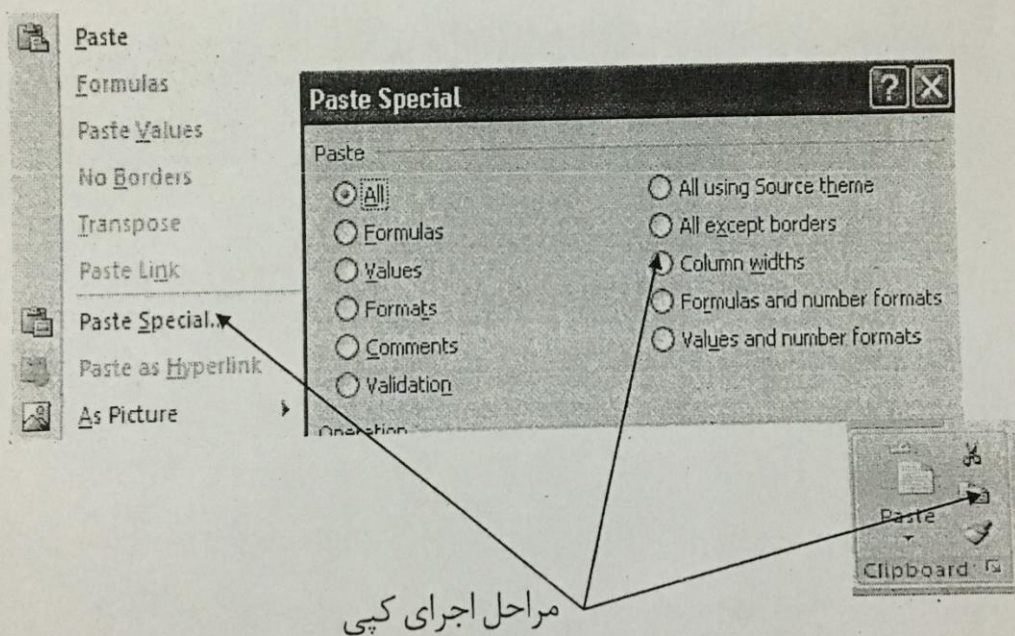 Paste
Formulas
Paste Values
No Borders
Transpose
Paste Link
Paste Special...
Paste as Hyperlink
As Picture
Paste Special
Paste
All
Formulas
Values
Formats
Comments
Validation
All using Source theme
All except borders
Column widths
Formulas and number formats
Values and number formats
Operation
Paste
Clipboard
مراحل اجرای کپی